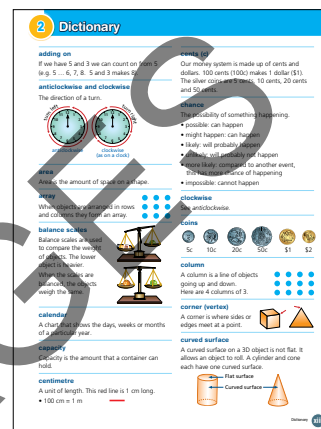 2 Dictionary
adding on
If we have 5 and 3 we can count on from 5
(e.g. 5 … 6, 7, 8. 5 and 3 makes 8)
anticlockwise and clockwise
The direction of a turn.
turn left
turn right
anticlockwise
clockwise
(as on a clock)
area
Area is the amount of space on a shape.
array
When objects are arranged in rows
and columns they form an array.
balance scales
Balance scales are used
to compare the weight
of objects. The lower
object is heavier.
When the scales are
balanced, the objects
weigh the same.
calendar
A chart that shows the days, weeks or months
of a particular year.
capacity
Capacity is the amount that a container can
hold.
centimetre
A unit of length. This red line is 1 cm long.
• 100 cm = 1 m
cents (c)
Our money system is made up of cents and
dollars. 100 cents (100c) makes 1 dollar ($1).
The silver coins are 5 cents, 10 cents, 20 cents
and 50 cents.
chance
The possibility of something happening.
• possible: can happen
• might happen: can happen
• likely: will probably happen
• unlikely: will probably not happen
• more likely: compared to another event,
this has more chance of happening
• impossible: cannot happen
clockwise
See anticlockwise.
coins
5c 10c 20c 50c $1 $2
column
A column is a line of objects
going up and down.
Here are 4 columns of 3.
corner (vertex)
A corner is where sides or
edges meet at a point.
curved surface
A curved surface on a 3D object is not flat. It
allows an object to roll. A cylinder and cone
each have one curved surface.
Flat surface
Curved surface
Dictionary xii